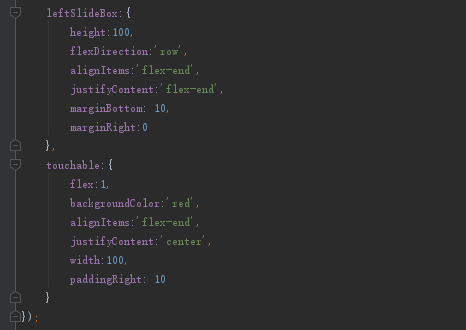 leftSlideBox:{
height:100,
flexDirection:'row',
alignItems:'flex-end',
justifyContent:'flex-end',
marginBottom: 10,
marginRight:0
},
touchable:{
flex:1,
backgroundColor:'red',
alignItems:'flex-end',
justifyContent:'center',
width:100,
paddingRight: 10
}
});